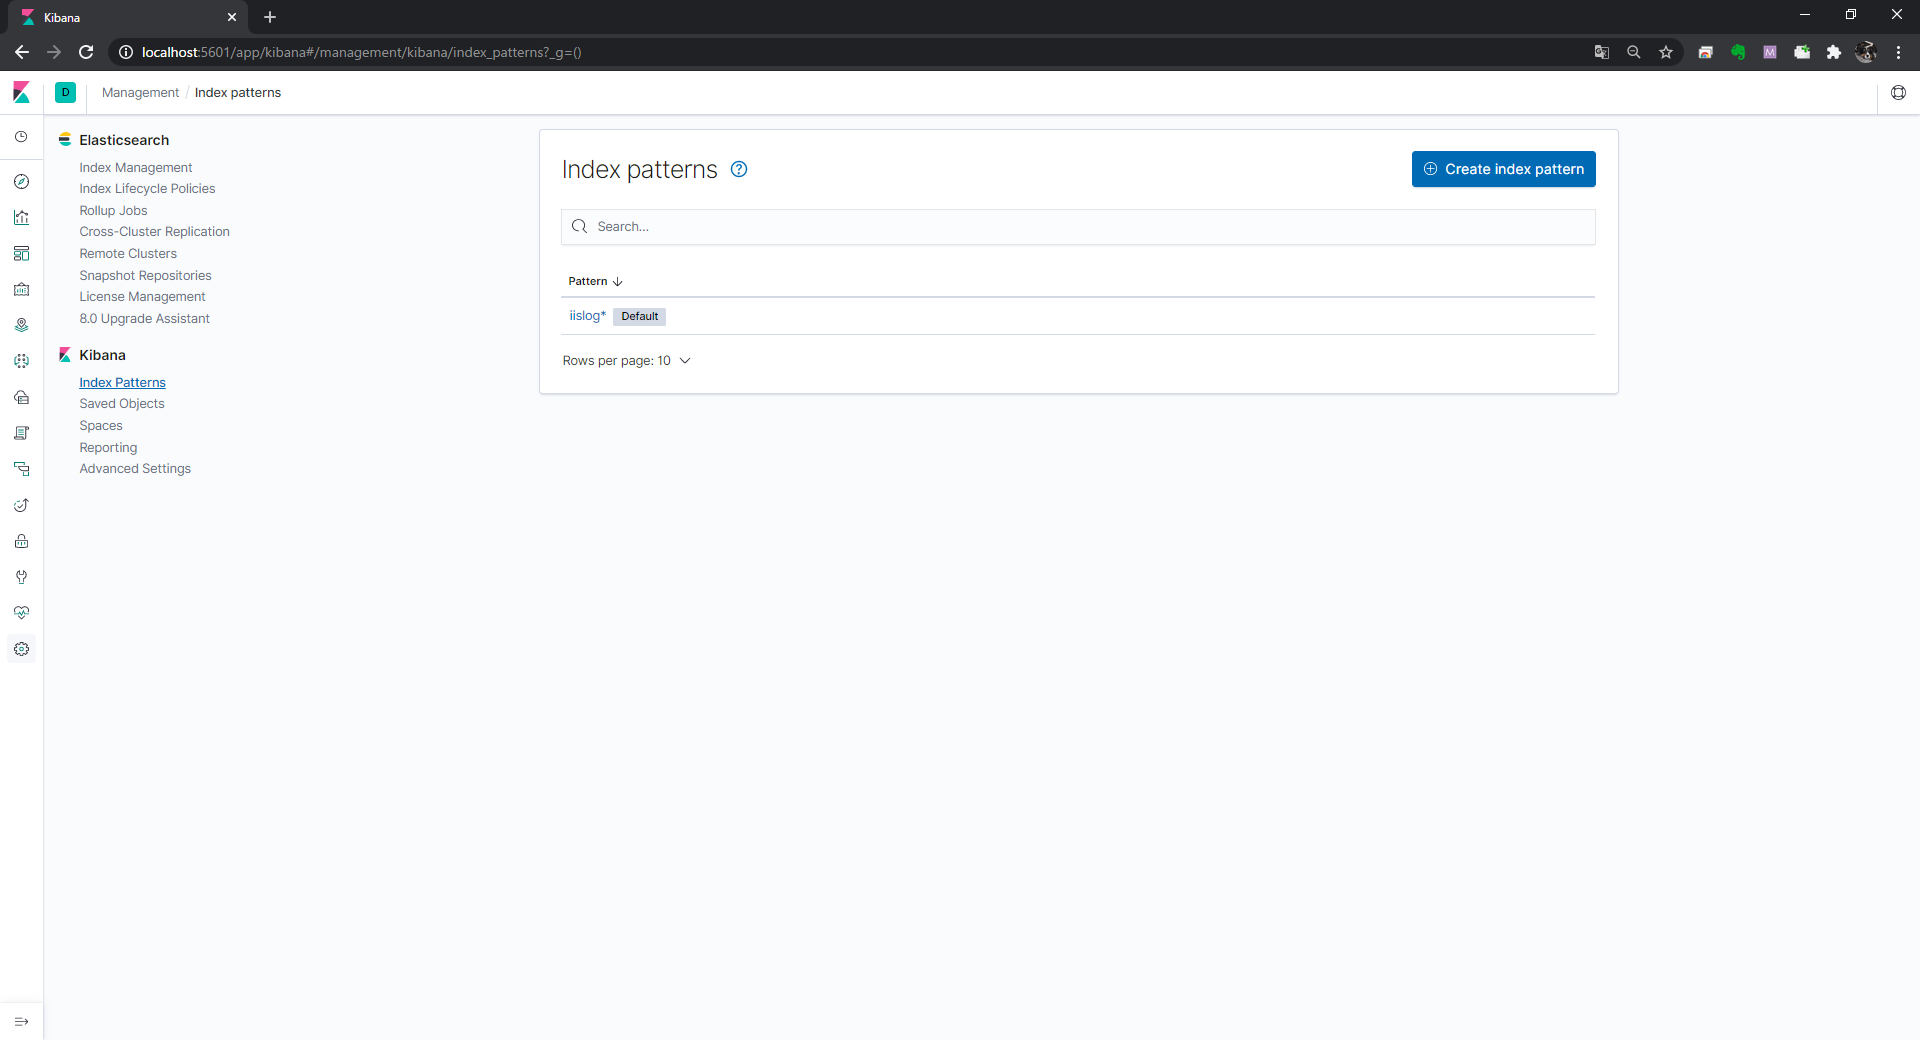 Kibana
localhost:5601/app/kibana#/management/kibana/index_patterns?_g=()
M
D
Management / Index patterns
Elasticsearch
Index Management
Index Lifecycle Policies
Rollup Jobs
Cross-Cluster Replication
Remote Clusters
Snapshot Repositories
License Management
8.0 Upgrade Assistant
Kibana
Index Patterns
Saved Objects
Spaces
Reporting
Advanced Settings
Index patterns
Create index pattern
Search...
Pattern
iislog* Default
Rows per page: 10